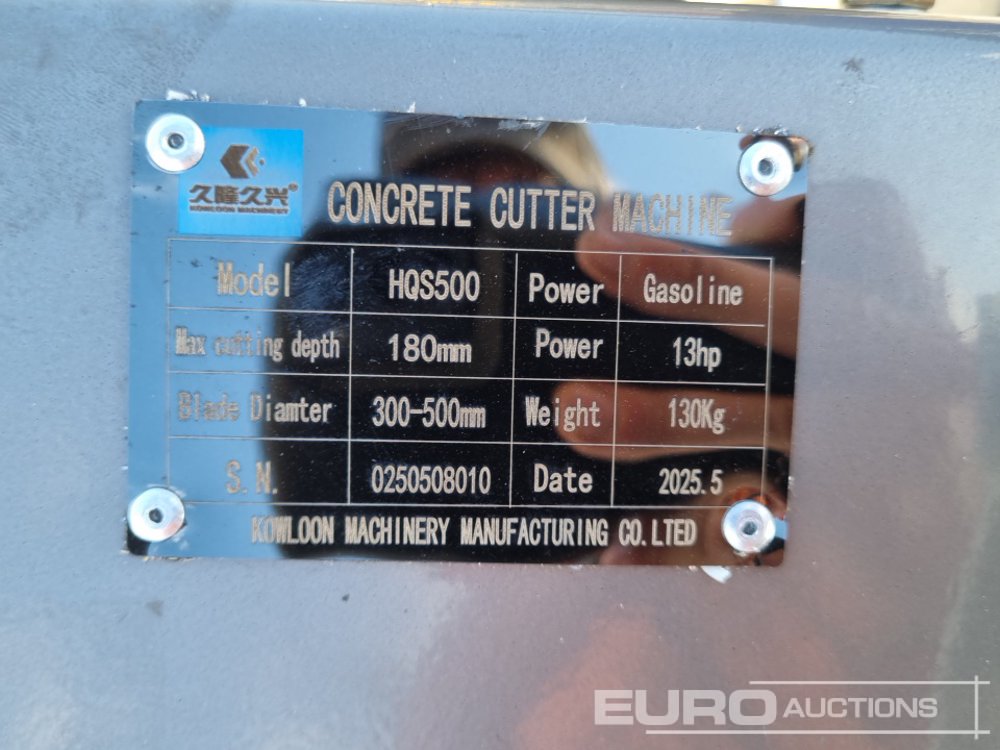 久隆久兴®
KOWLOON MACHINERY
CONCRETE CUTTER MACHINE
Model HQS500 Power Gasoline
Max cutting depth 180mm Power 13hp
Blade Diamter 300-500mm Weight 130Kg
S.N. 0250508010 Date 2025.5
KOWLOON MACHINERY MANUFACTURING CO.LTED
EURO AUCTIONS